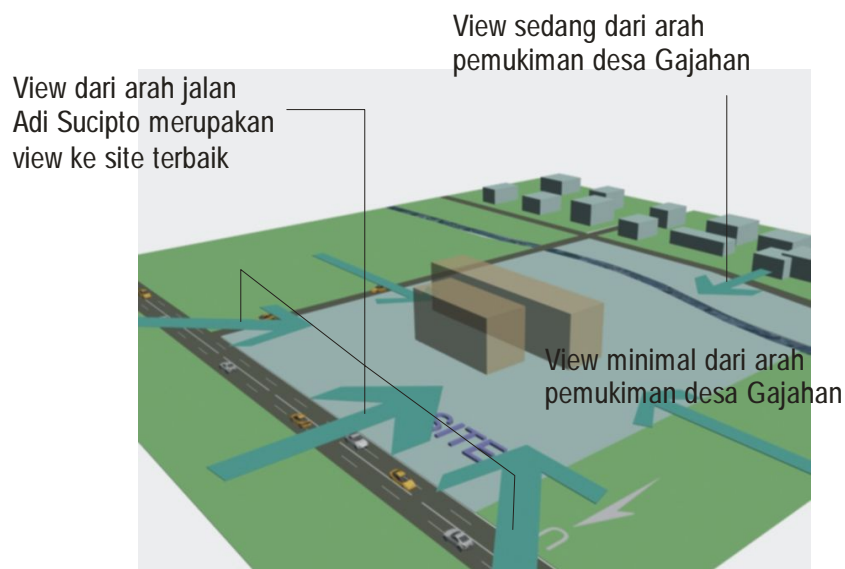 View sedang dari arah
pemukiman desa Gajahan
View dari arah jalan
Adi Sucipto merupakan
view ke site terbaik
View minimal dari arah
pemukiman desa Gajahan
SITE